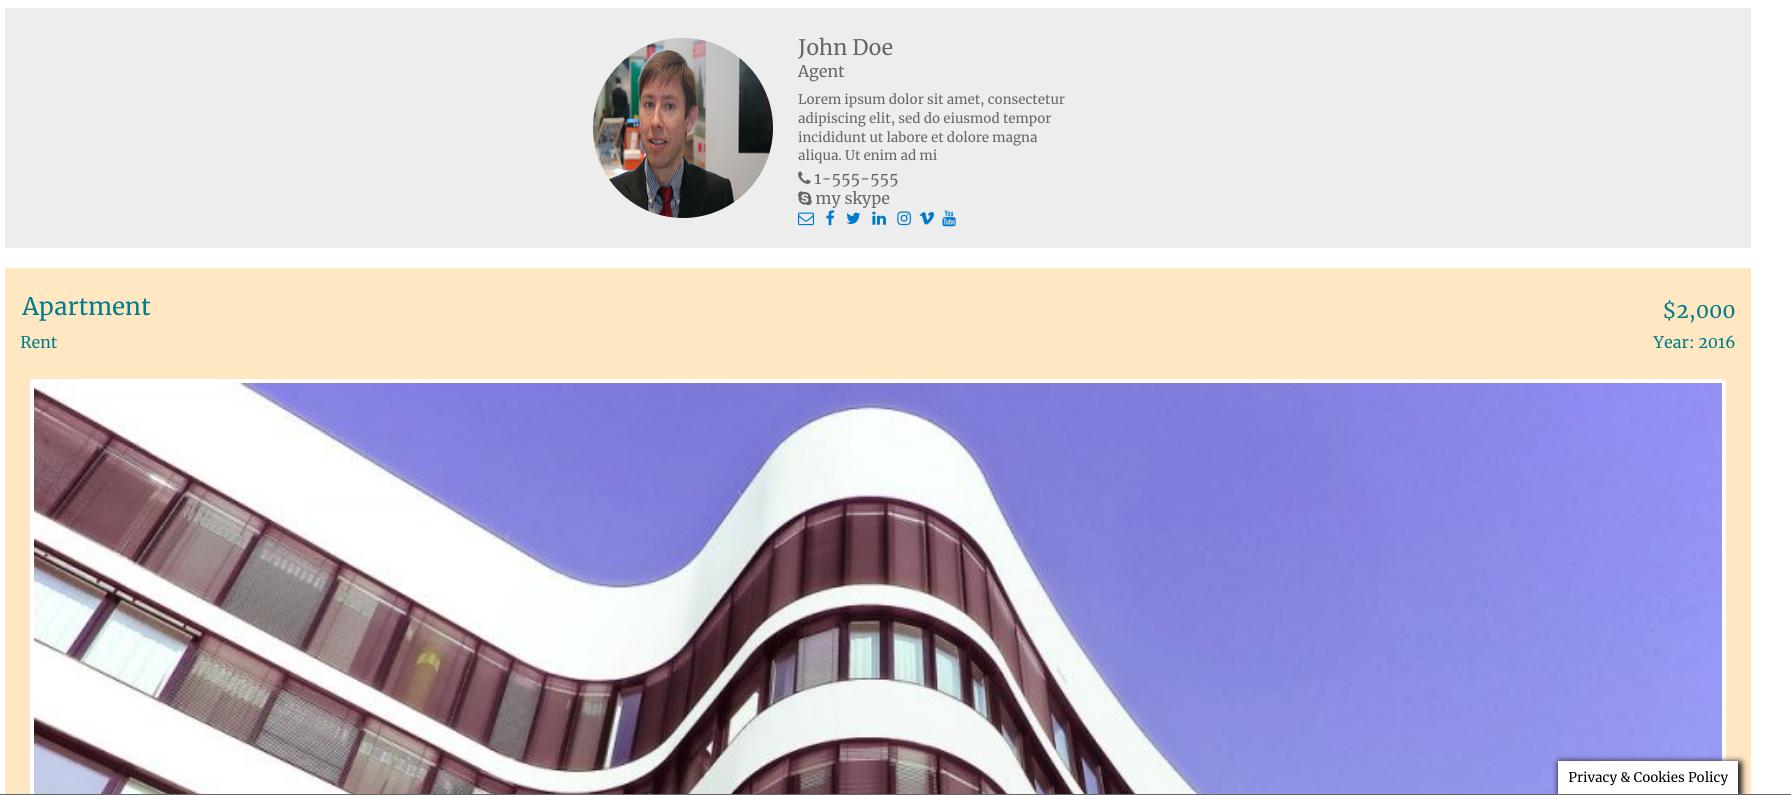 John Doe
Agent
Lorem ipsum dolor sit amet, consectetur
adipiscing elit, sed do eiusmod tempor
incididunt ut labore et dolore magna
aliqua. Ut enim ad mi
1-555-555
my skype
You Tube
Apartment
$2,000
Rent
Year: 2016
Privacy & Cookies Policy